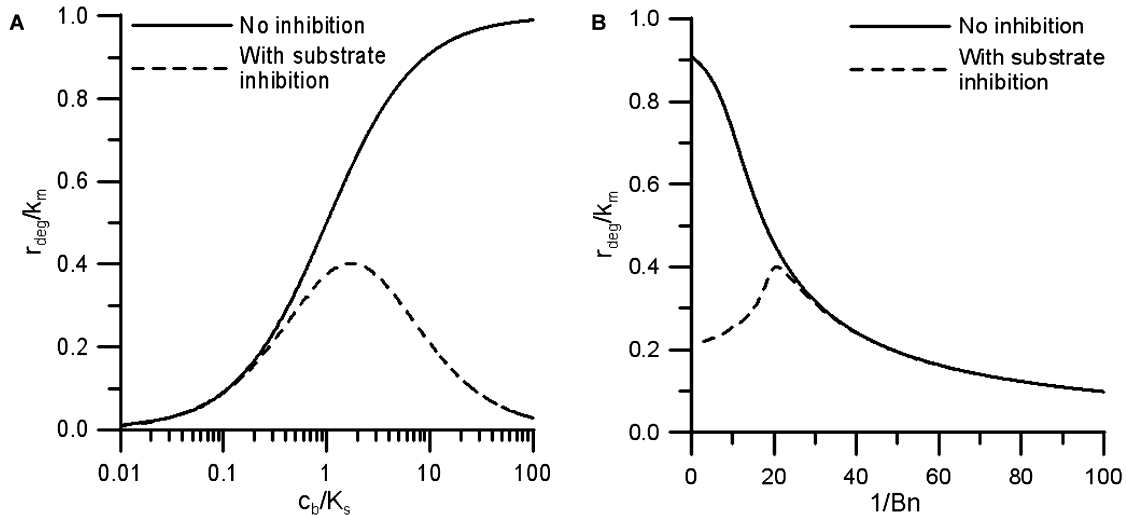 A
No inhibition
With substrate
inhibition
1.0
0.8
0.6
0.4
0.2
0.0
r_deg/k_m
0.01 0.1 1 10 100
c_b/K_s
B
No inhibition
With substrate
inhibition
1.0
0.8
0.6
0.4
0.2
0.0
r_deg/k_m
0 20 40 60 80 100
1/Bn